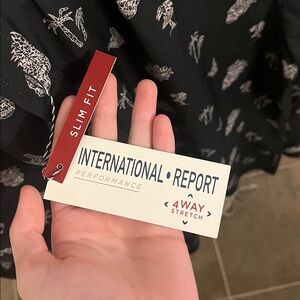 SLIM FIT
INTERNATIONAL • REPORT
PERFORMANCE
4WAY
STRETCH